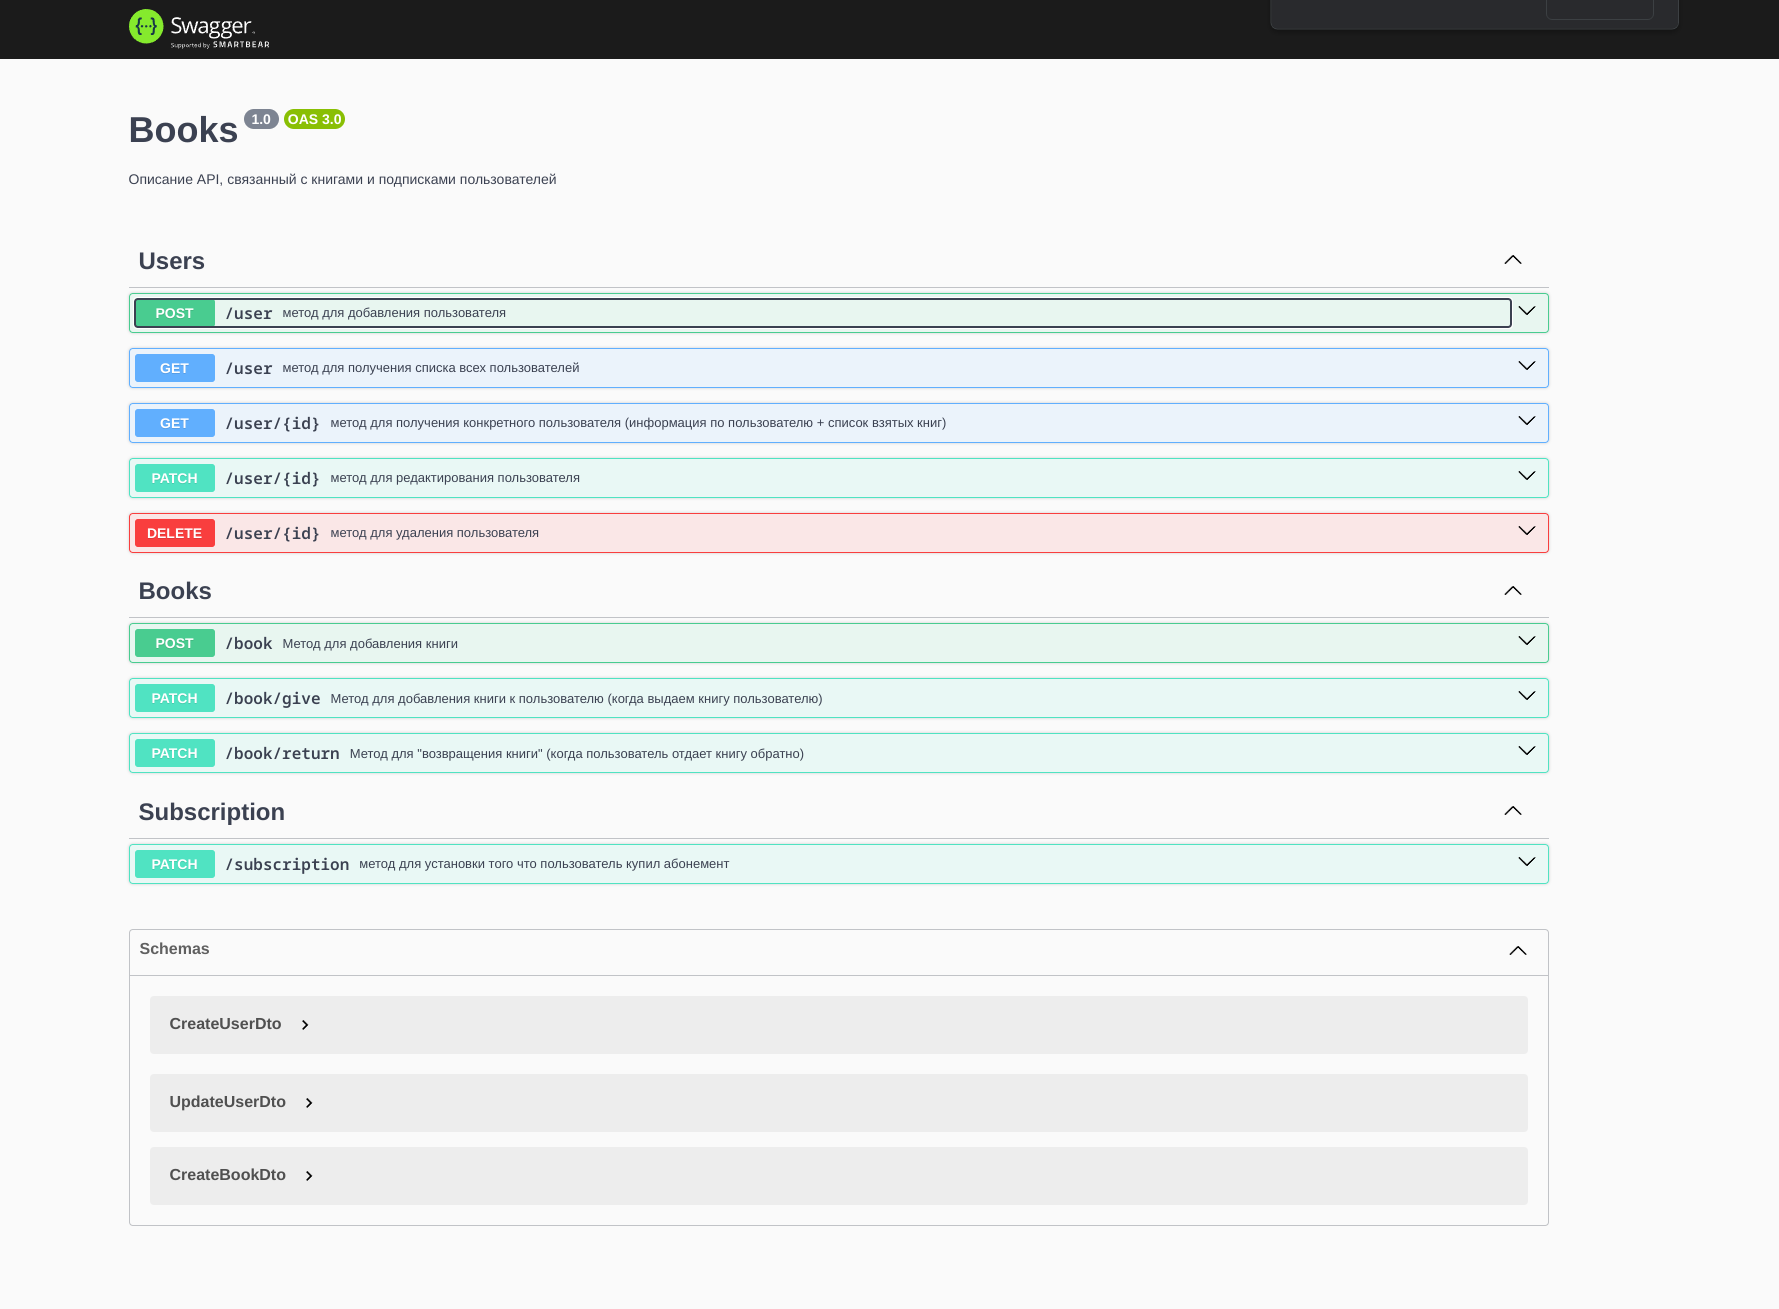 Swagger
Supported by SMARTBEAR
Books 1.0 OAS 3.0
Описание API, связанный с книгами и подписками пользователей
Users
POST /user метод для добавления пользователя
GET /user метод для получения списка всех пользователей
GET /user/{id} метод для получения конкретного пользователя (информация по пользователю + список взятых книг)
PATCH /user/{id} метод для редактирования пользователя
DELETE /user/{id} метод для удаления пользователя
Books
POST /book Метод для добавления книги
PATCH /book/give Метод для добавления книги к пользователю (когда выдаем книгу пользователю)
PATCH /book/return Метод для "возвращения книги" (когда пользователь отдает книгу обратно)
Subscription
PATCH /subscription метод для установки того что пользователь купил абонемент
Schemas
CreateUserDto
UpdateUserDto
CreateBookDto